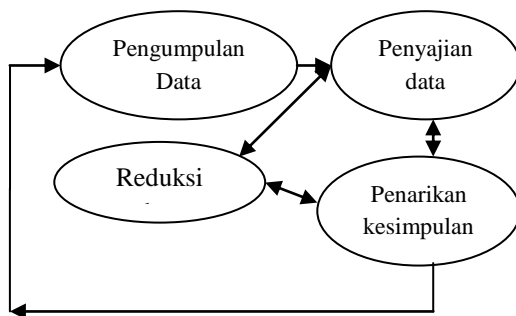 Pengumpulan
Data
Penyajian
data
Reduksi
Penarikan
kesimpulan